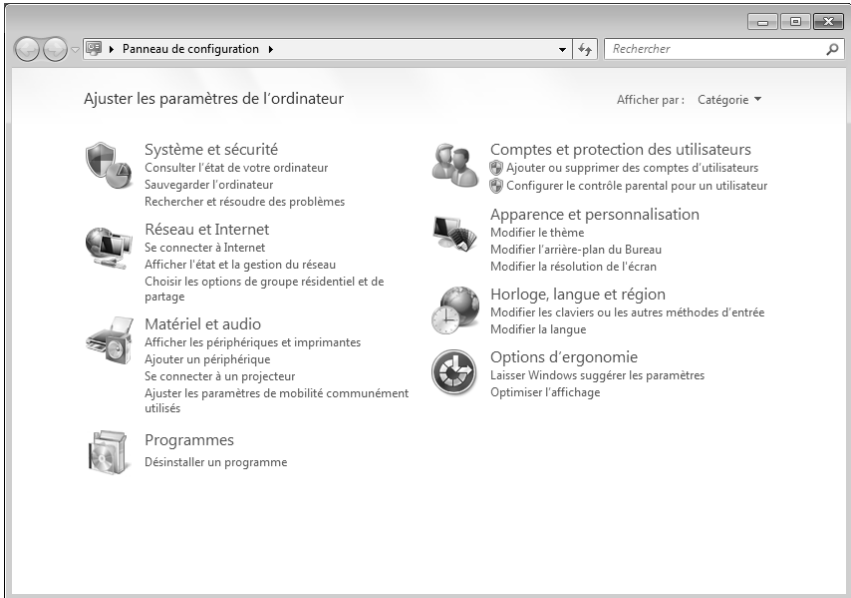 Panneau de configuration
Rechercher
Ajuster les paramètres de l'ordinateur
Afficher par : Catégorie
Système et sécurité
Consulter l'état de votre ordinateur
Sauvegarder l'ordinateur
Rechercher et résoudre des problèmes
Réseau et Internet
Se connecter à Internet
Afficher l'état et la gestion du réseau
Choisir les options de groupe résidentiel et de
partage
Matériel et audio
Afficher les périphériques et imprimantes
Ajouter un périphérique
Se connecter à un projecteur
Ajuster les paramètres de mobilité communément
utilisés
Programmes
Désinstaller un programme
Comptes et protection des utilisateurs
Ajouter ou supprimer des comptes d'utilisateurs
Configurer le contrôle parental pour un utilisateur
Apparence et personnalisation
Modifier le thème
Modifier l'arrière-plan du Bureau
Modifier la résolution de l'écran
Horloge, langue et région
Modifier les claviers ou les autres méthodes d'entrée
Modifier la langue
Options d'ergonomie
Laisser Windows suggérer les paramètres
Optimiser l'affichage